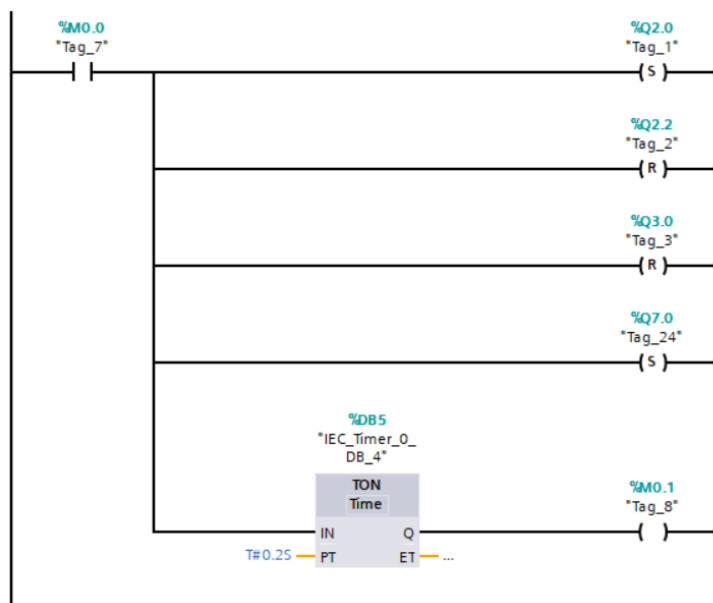 %M0.0
"Tag_7"
%Q2.0
"Tag_1"
S
%Q2.2
"Tag_2"
R
%Q3.0
"Tag_3"
R
%Q7.0
"Tag_24"
S
%DB5
"IEC_Timer_0_
DB_4"
TON
Time
%M0.1
"Tag_8"
IN Q
T#0.2S PT ET ...